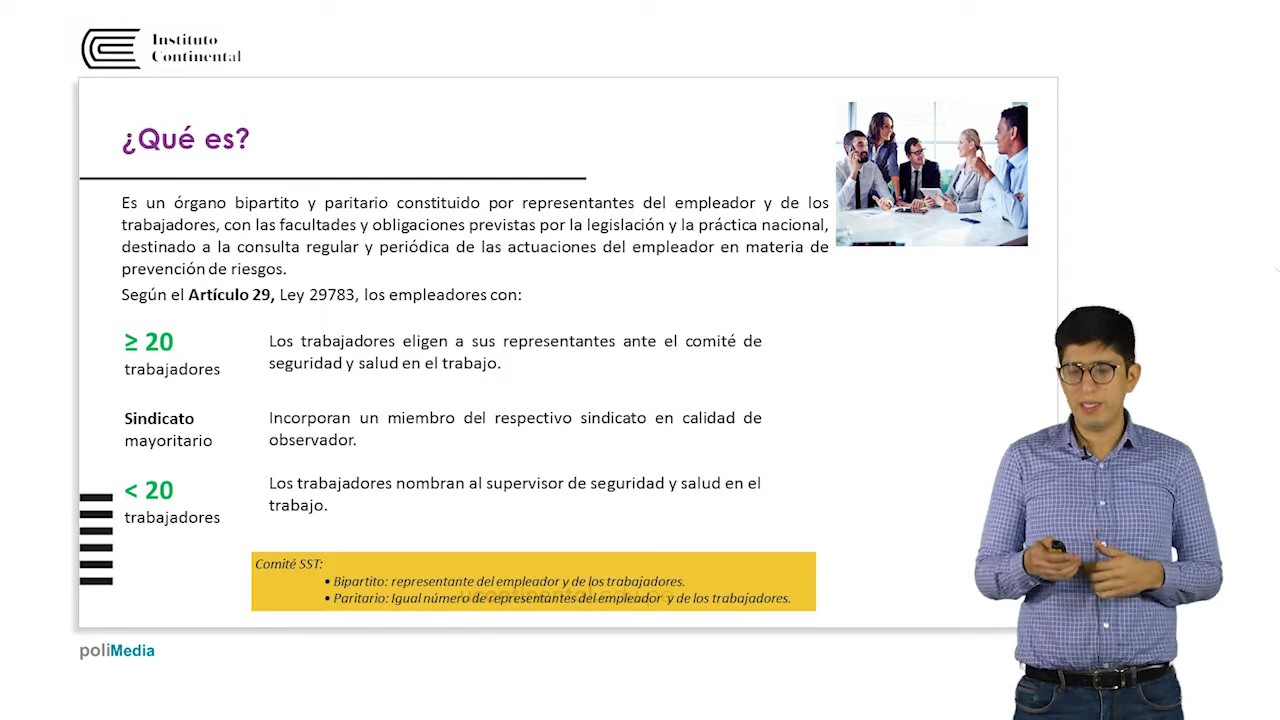 Instituto
Continental
¿Qué es?
Es un órgano bipartito y paritario constituido por representantes del empleador y de los
trabajadores, con las facultades y obligaciones previstas por la legislación y la práctica nacional,
destinado a la consulta regular y periódica de las actuaciones del empleador en materia de
prevención de riesgos.
Según el Artículo 29, Ley 29783, los empleadores con:
≥ 20
trabajadores
Los trabajadores eligen a sus representantes ante el comité de
seguridad y salud en el trabajo.
Sindicato
mayoritario
Incorporan un miembro del respectivo sindicato en calidad de
observador.
< 20
trabajadores
Los trabajadores nombran al supervisor de seguridad y salud en el
trabajo.
Comité SST:
• Bipartito: representante del empleador y de los trabajadores.
• Paritario: Igual número de representantes del empleador y de los trabajadores.
ucontinental.edu.pe
poliMedia